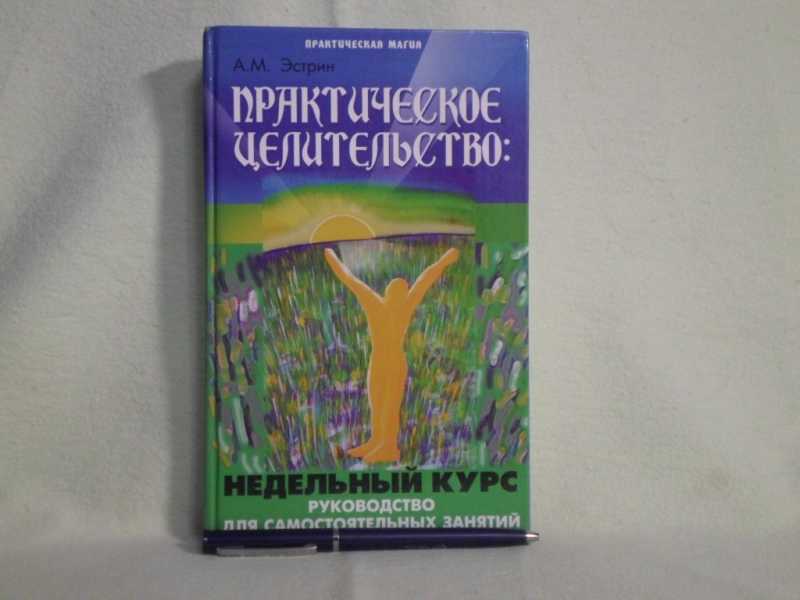 ПРАКТИЧЕСКАЯ МАГИЯ
А.М. Эстрин
ПРАКТИЧЕСКОЕ
ЦЕЛИТЕЛЬСТВО:
НЕДЕЛЬНЫЙ КУРС
РУКОВОДСТВО
ДЛЯ САМОСТОЯТЕЛЬНЫХ ЗАНЯТИЙ